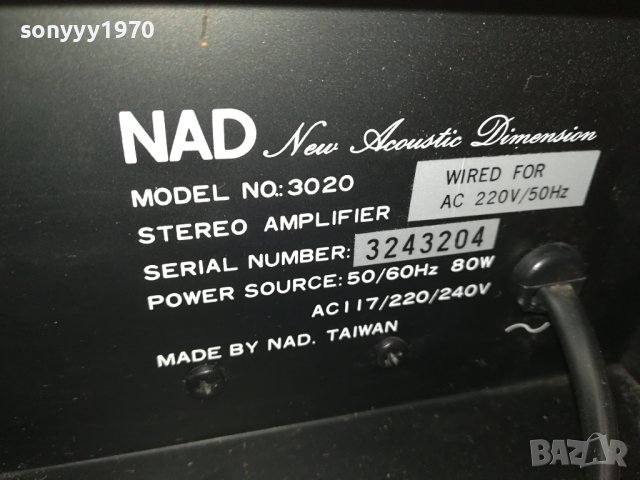 sonyyy1970
NAD New Acoustic Dimension
MODEL NO.: 3020
WIRED FOR
AC 220V/50Hz
STEREO AMPLIFIER
SERIAL NUMBER: 3243204
POWER SOURCE: 50/60Hz 80W
AC117/220/240V
MADE BY NAD. TAIWAN
BAZAR